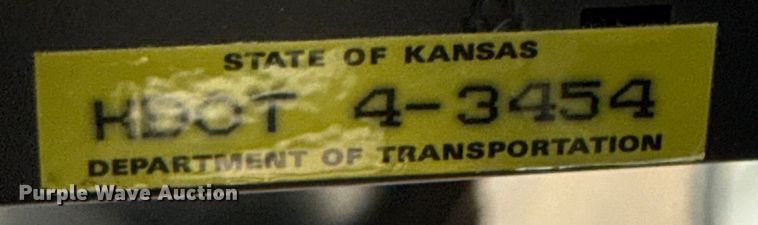 STATE OF KANSAS
KDOT 4-3454
DEPARTMENT OF TRANSPORTATION
Purple Wave Auction